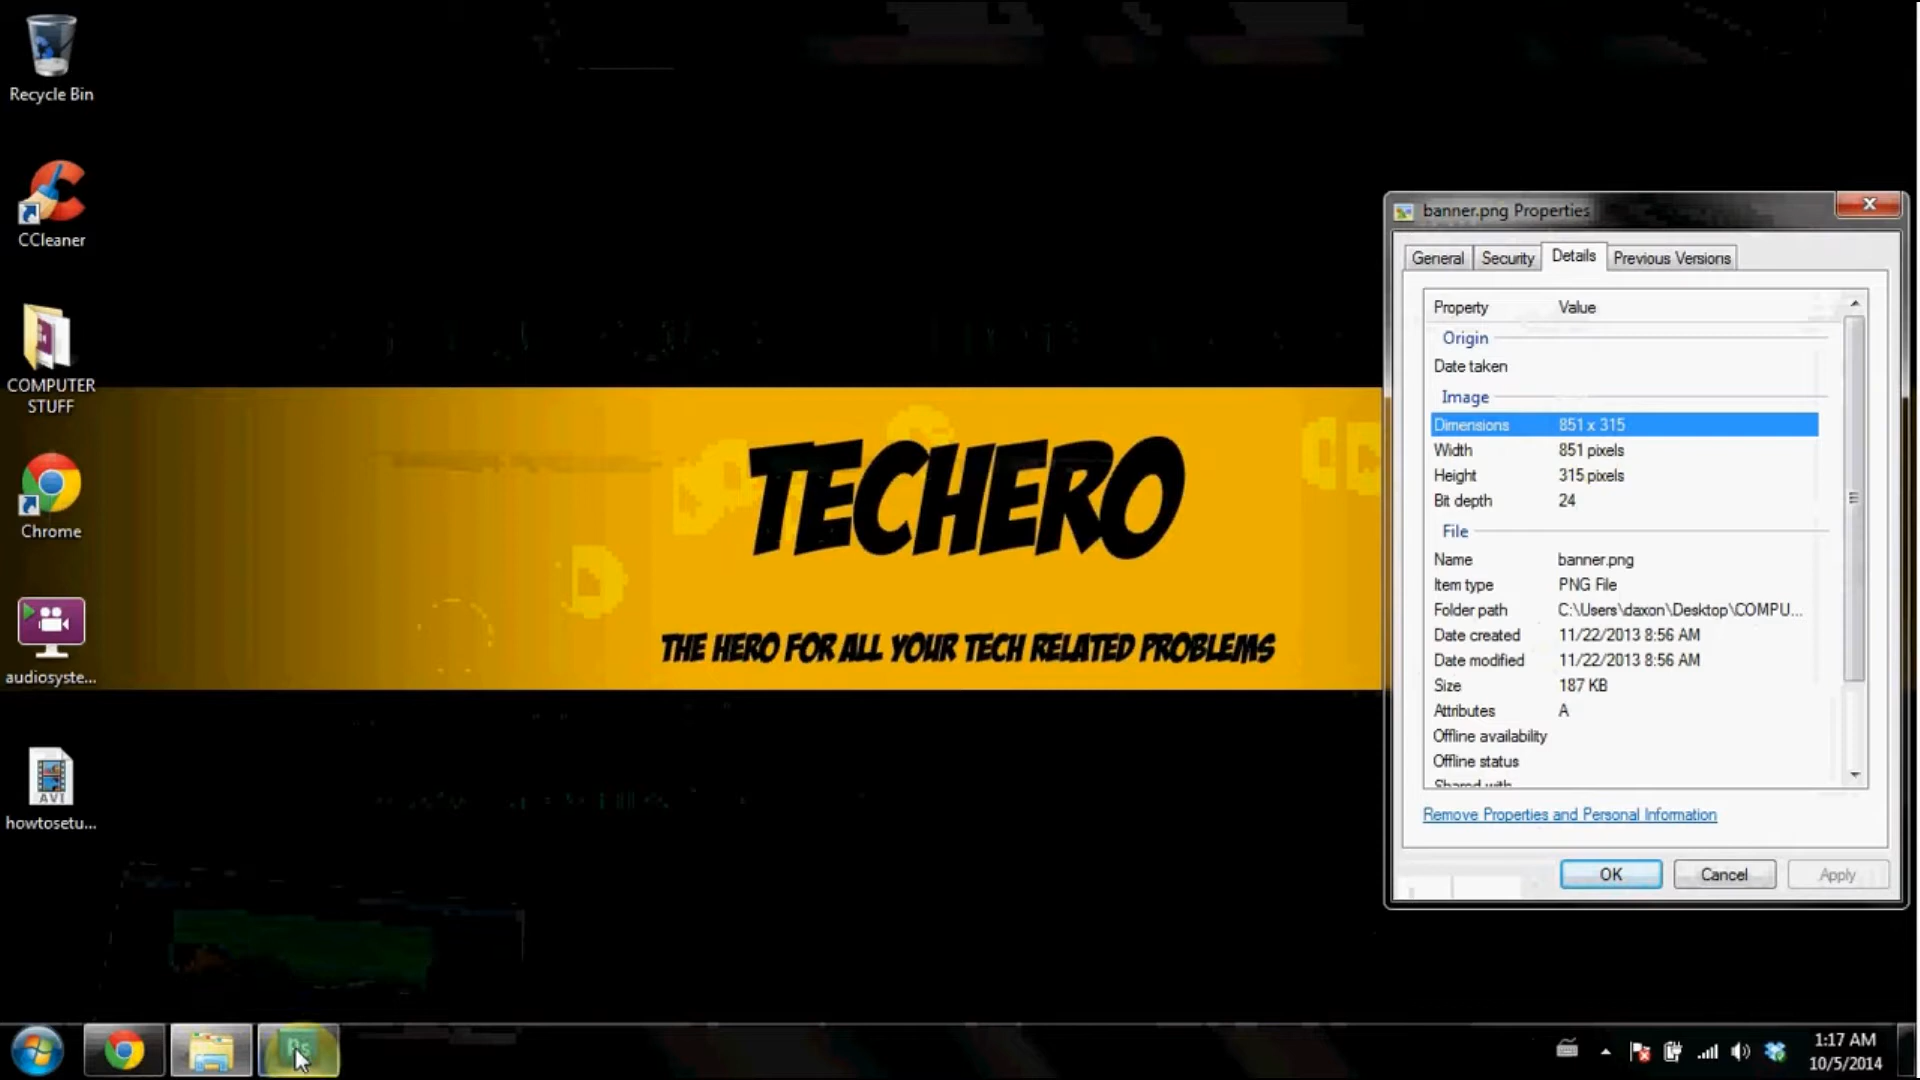 Recycle Bin
CCleaner
COMPUTER
STUFF
Chrome
audiosyste...
AVI
howtosetu...
TECHERO
THE HERO FOR ALL YOUR TECH RELATED PROBLEMS
banner.png Properties
General Security Details Previous Versions
Property Value
Origin
Date taken
Image
Dimensions 851 x 315
Width 851 pixels
Height 315 pixels
Bit depth 24
File
Name banner.png
Item type PNG File
Folder path C:\Users\daxon\Desktop\COMPU...
Date created 11/22/2013 8:56 AM
Date modified 11/22/2013 8:56 AM
Size 187 KB
Attributes A
Offline availability
Offline status
Shared with
Remove Properties and Personal Information
OK Cancel Apply
Ps
1:17 AM
10/5/2014